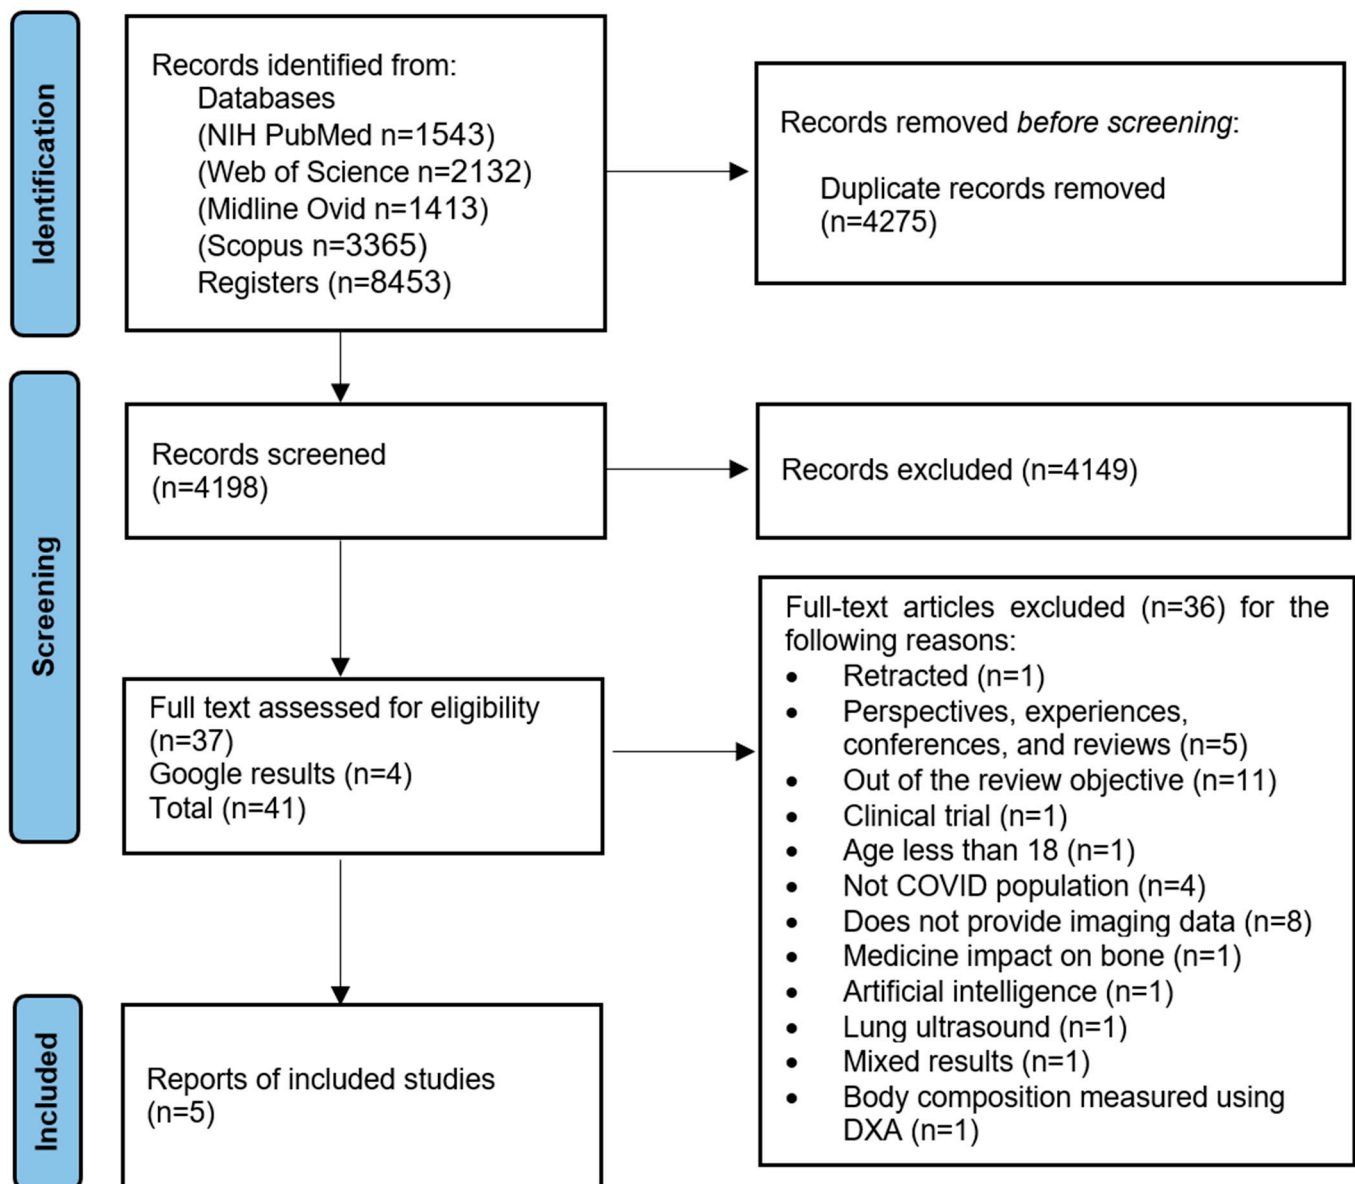 Identification
Records identified from:
Databases
(NIH PubMed n=1543)
(Web of Science n=2132)
(Midline Ovid n=1413)
(Scopus n=3365)
Registers (n=8453)
Records removed before screening:
Duplicate records removed
(n=4275)
Screening
Records screened
(n=4198)
Records excluded (n=4149)
Full text assessed for eligibility
(n=37)
Google results (n=4)
Total (n=41)
Full-text articles excluded (n=36) for the
following reasons:
• Retracted (n=1)
• Perspectives, experiences,
conferences, and reviews (n=5)
• Out of the review objective (n=11)
• Clinical trial (n=1)
• Age less than 18 (n=1)
• Not COVID population (n=4)
• Does not provide imaging data (n=8)
• Medicine impact on bone (n=1)
• Artificial intelligence (n=1)
• Lung ultrasound (n=1)
• Mixed results (n=1)
• Body composition measured using
DXA (n=1)
Included
Reports of included studies
(n=5)